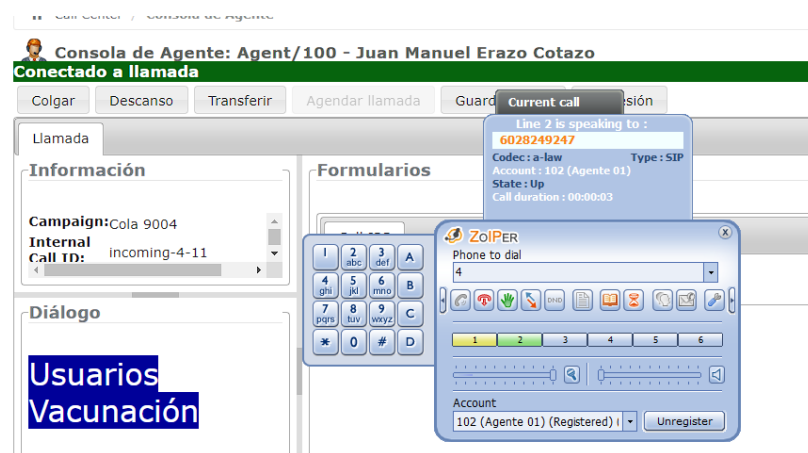 Call Center / Consola de Agente
Consola de Agente: Agent/100 - Juan Manuel Erazo Cotazo
Conectado a llamada
Colgar Descanso Transferir Agendar llamada Guard sión
Current call
Line 2 is speaking to :
6028249247
Codec : a-law Type : SIP
Account : 102 (Agente 01)
State : Up
Call duration : 00:00:03
Llamada
Información
Campaign: Cola 9004
Internal Call ID: incoming-4-11
Formularios
ZOIPER
Phone to dial
4
1 2 abc 3 def A
4 ghi 5 jkl 6 mno B
7 pqrs 8 tuv 9 wxyz C
* 0 # D
DND
1 2 3 4 5 6
Account
102 (Agente 01) (Registered) (
Unregister
Diálogo
Usuarios
Vacunación